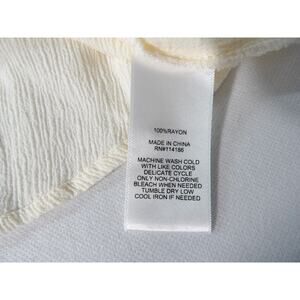 100%RAYON
MADE IN CHINA
RN#114186
MACHINE WASH COLD
WITH LIKE COLORS
DELICATE CYCLE
ONLY NON-CHLORINE
BLEACH WHEN NEEDED
TUMBLE DRY LOW
COOL IRON IF NEEDED